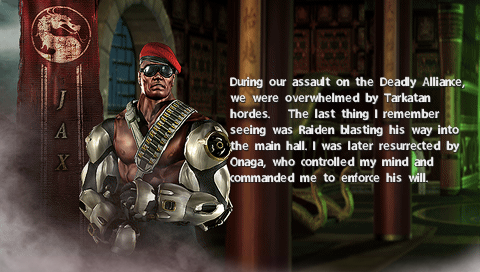 JAX
During our assault on the Deadly Alliance,
we were overwhelmed by Tarkatan
hordes. The last thing I remember
seeing was Raiden blasting his way into
the main hall. I was later resurrected by
Onaga, who controlled my mind and
commanded me to enforce his will.